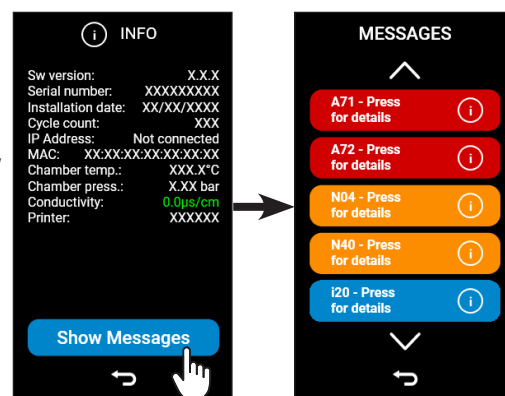 INFO
Sw version: X.X.X
Serial number: XXXXXXXXX
Installation date: XX/XX/XXXX
Cycle count: XXX
IP Address: Not connected
MAC: XX:XX:XX:XX:XX:XX:XX
Chamber temp.: XXX.X°C
Chamber press.: X.XX bar
Conductivity: 0.0µs/cm
Printer: XXXXXX
Show Messages
MESSAGES
A71 - Press
for details
A72 - Press
for details
N04 - Press
for details
N40 - Press
for details
i20 - Press
for details